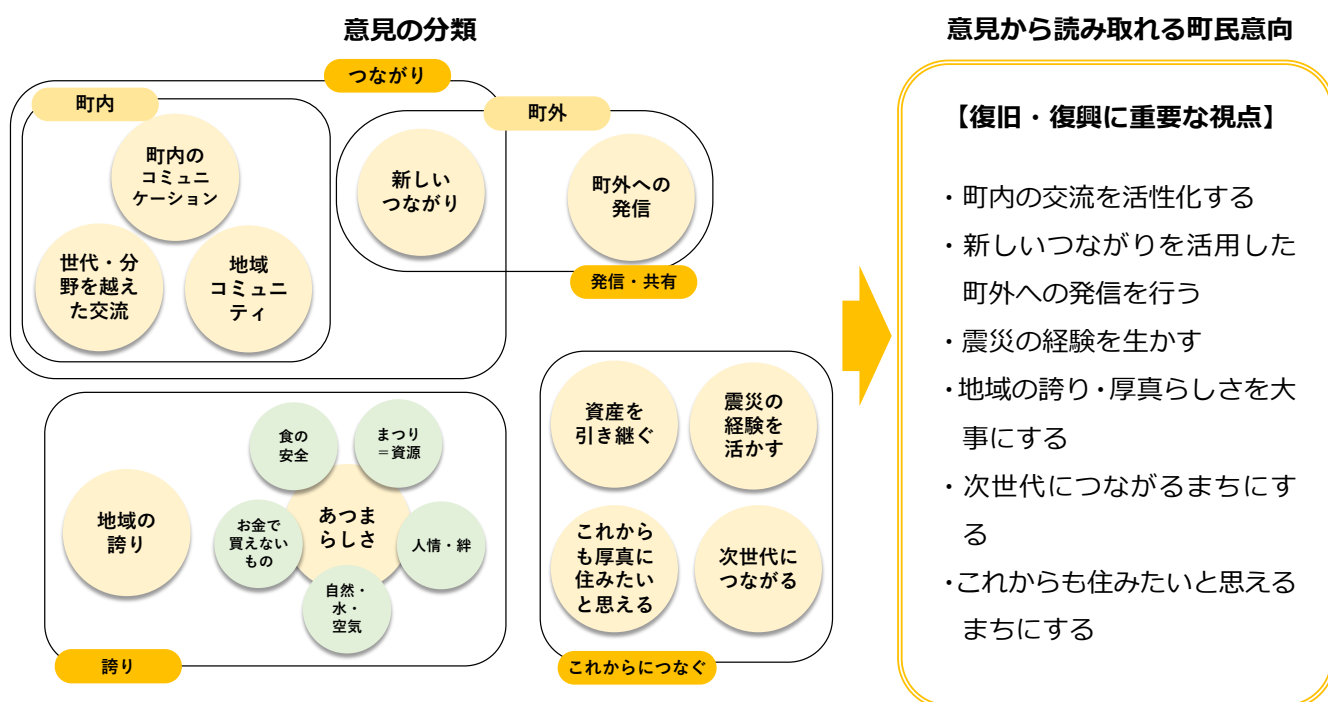 意見の分類
つながり
町内
町外
町内の
コミュニ
ケーション
世代・分
野を越え
た交流
地域
コミュニ
ティ
新しい
つながり
町外への
発信
発信・共有
地域の
誇り
食の
安全
まつり
＝資源
お金で
買えない
もの
あつま
らしさ
人情・絆
自然・
水・
空気
誇り
資産を
引き継ぐ
震災の
経験を
活かす
これから
も厚真に
住みたい
と思える
次世代に
つながる
これからにつなぐ
意見から読み取れる町民意向
【復旧・復興に重要な視点】
・町内の交流を活性化する
・新しいつながりを活用した
町外への発信を行う
・震災の経験を生かす
・地域の誇り・厚真らしさを大
事にする
・次世代につながるまちにす
る
・これからも住みたいと思える
まちにする